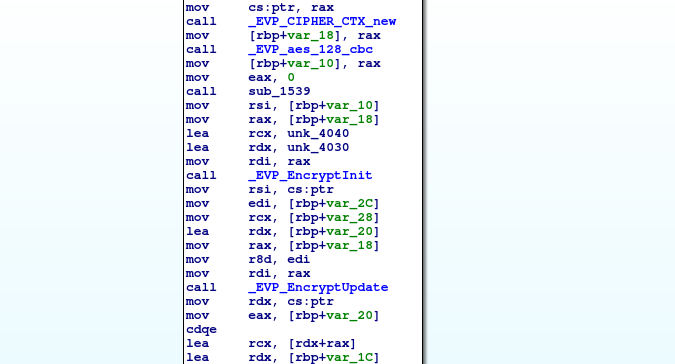 mov cs:ptr, rax
call _EVP_CIPHER_CTX_new
mov [rbp+var_18], rax
call _EVP_aes_128_cbc
mov [rbp+var_10], rax
mov eax, 0
call sub_1539
mov rsi, [rbp+var_10]
mov rax, [rbp+var_18]
lea rcx, unk_4040
lea rdx, unk_4030
mov rdi, rax
call _EVP_EncryptInit
mov rsi, cs:ptr
mov edi, [rbp+var_2C]
mov rcx, [rbp+var_28]
lea rdx, [rbp+var_20]
mov rax, [rbp+var_18]
mov r8d, edi
mov rdi, rax
call _EVP_EncryptUpdate
mov rdx, cs:ptr
mov eax, [rbp+var_20]
cdqe
lea rcx, [rdx+rax]
lea rdx, [rbp+var_1C]